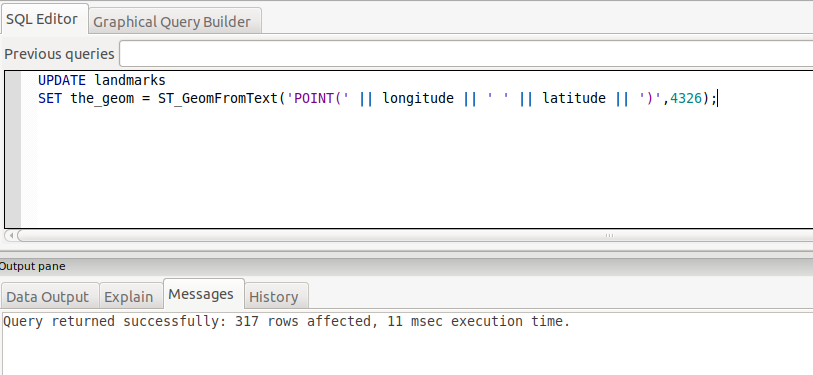 SQL Editor
Graphical Query Builder
Previous queries
UPDATE landmarks
SET the_geom = ST_GeomFromText('POINT(' || longitude || ' ' || latitude || ')',4326);
Output pane
Data Output
Explain
Messages
History
Query returned successfully: 317 rows affected, 11 msec execution time.